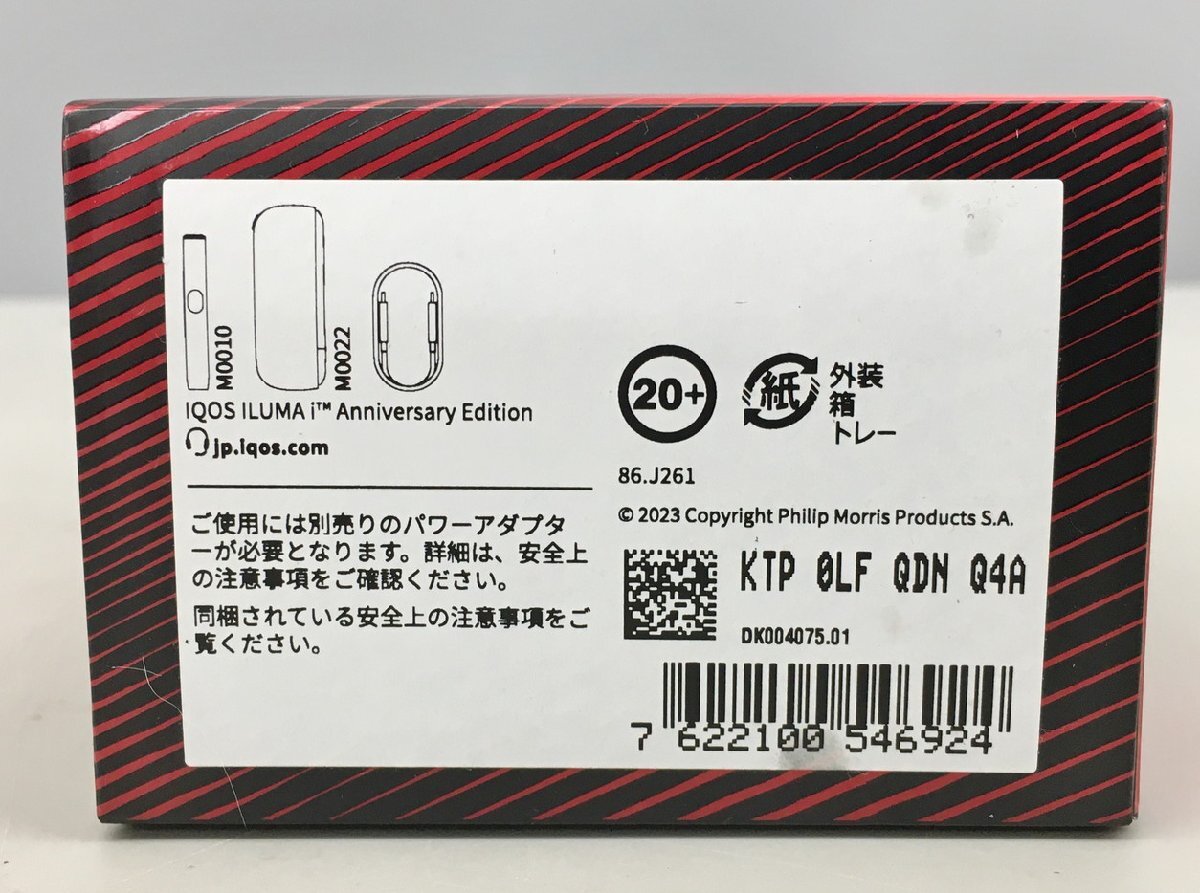 M0010
M0022
IQOS ILUMA i™ Anniversary Edition
jp.iqos.com
ご使用には別売りのパワーアダプタ
ーが必要となります。詳細は、安全上
の注意事項をご確認ください。
同梱されている安全上の注意事項をご
覧ください。
20+
紙
外装
箱
トレー
86.J261
© 2023 Copyright Philip Morris Products S.A.
KTP 0LF QDN Q4A
DK004075.01
7 622100 546924